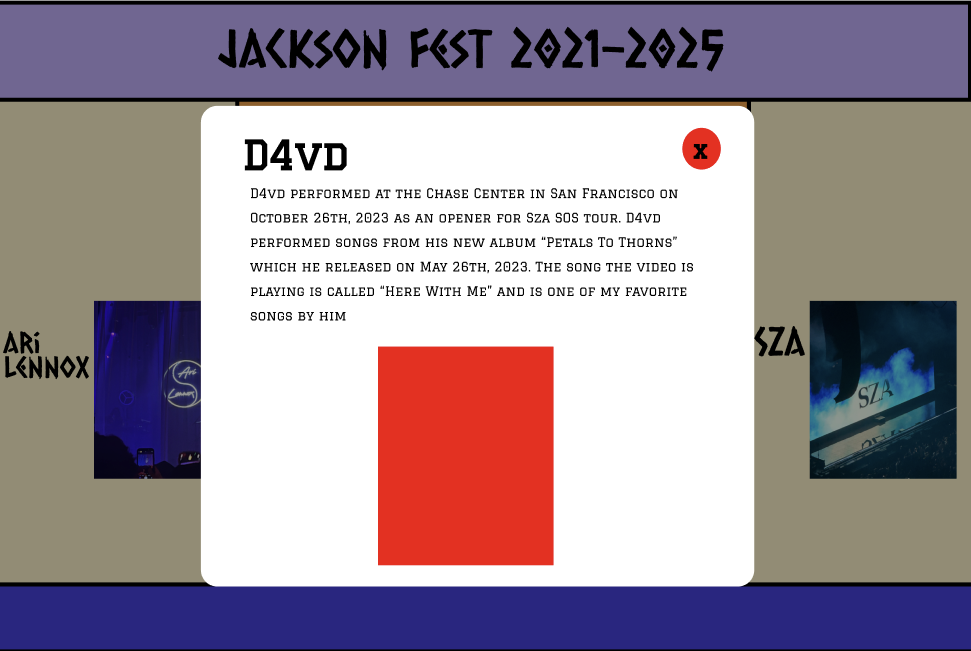 JACKSON FEST 2021-2025
D4VD
X
D4VD PERFORMED AT THE CHASE CENTER IN SAN FRANCISCO ON
OCTOBER 26TH, 2023 AS AN OPENER FOR SZA SOS TOUR. D4VD
PERFORMED SONGS FROM HIS NEW ALBUM “PETALS TO THORNS”
WHICH HE RELEASED ON MAY 26TH, 2023. THE SONG THE VIDEO IS
PLAYING IS CALLED “HERE WITH ME” AND IS ONE OF MY FAVORITE
SONGS BY HIM
ARI
LENNOX
Ari
Lennox
SZA
SZA